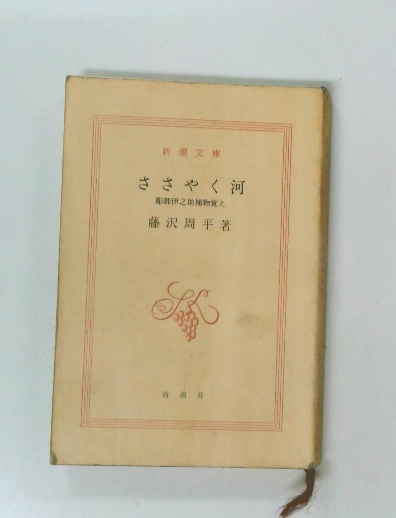 新潮文庫
ささやく河
彫師伊之助捕物覚え
藤沢周平著
新潮社